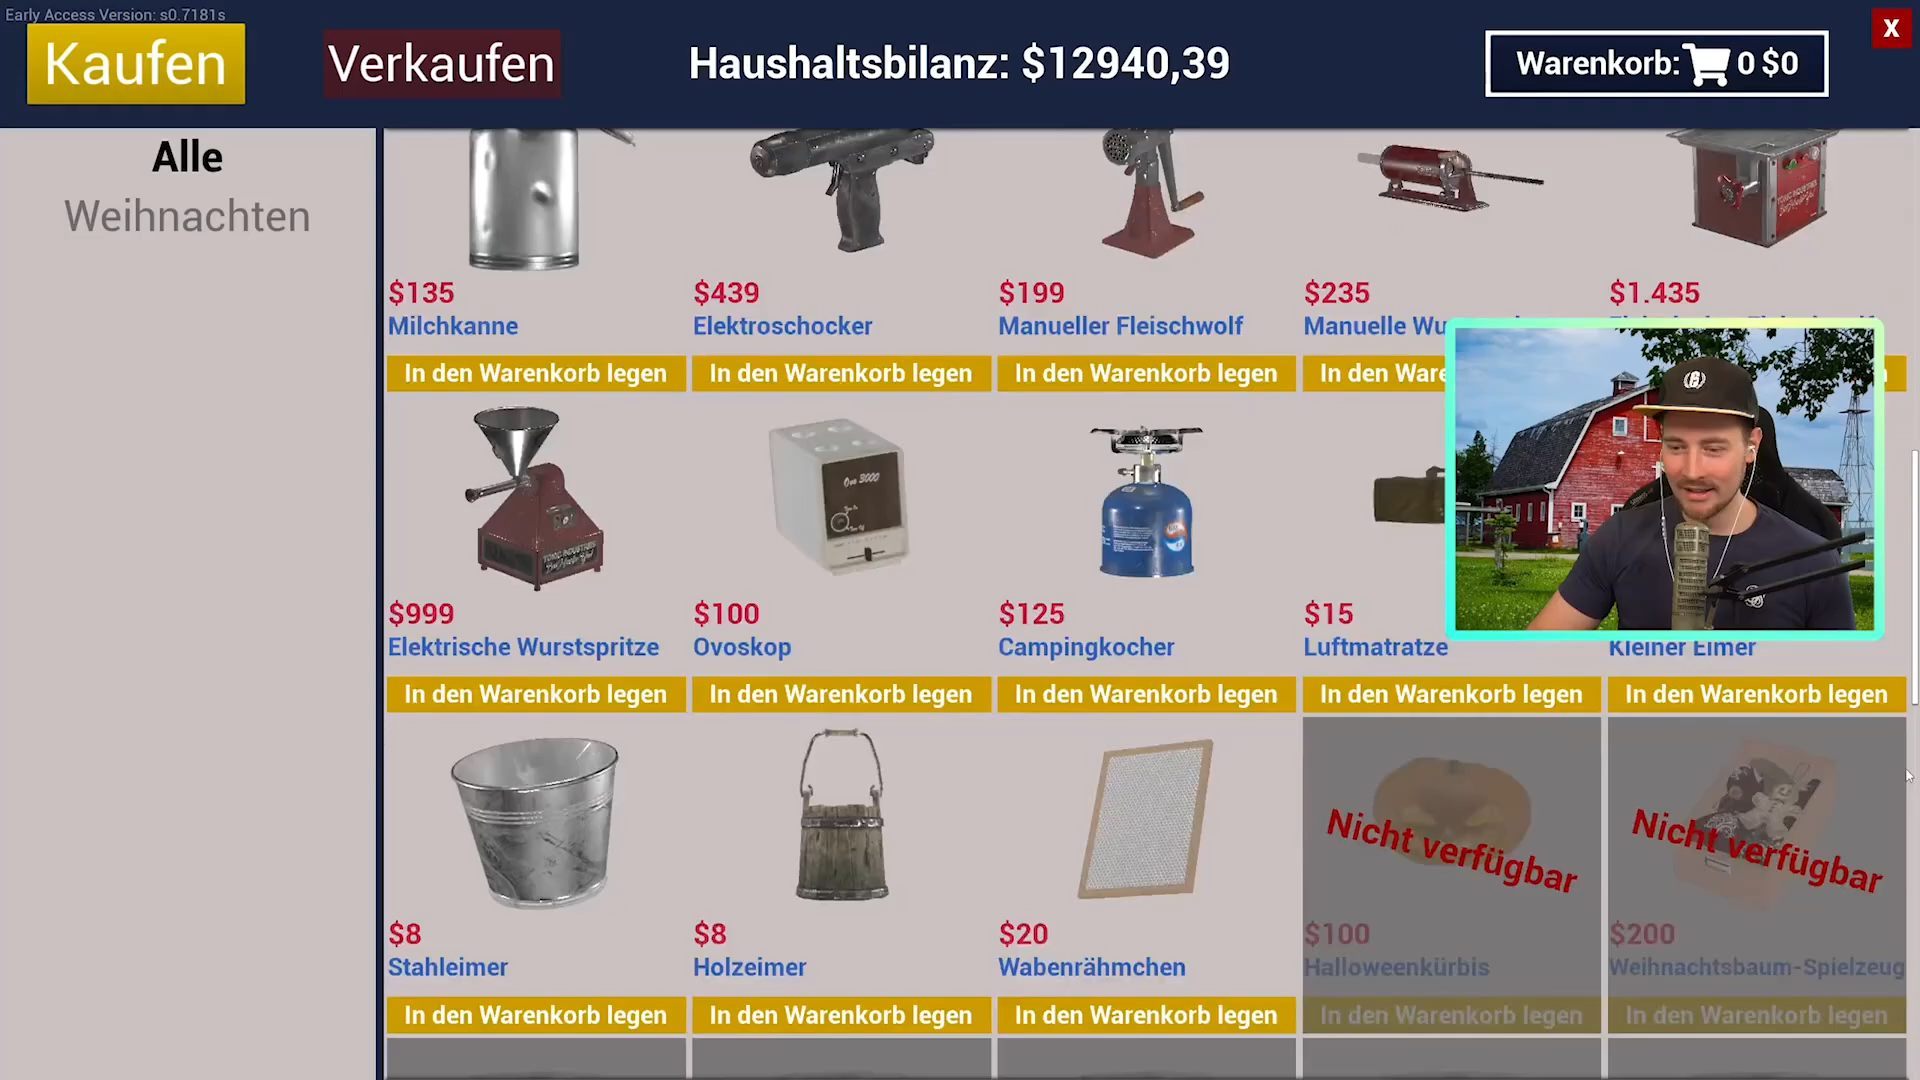 Early Access Version: s0.7181s
Kaufen
Verkaufen
Haushaltsbilanz: $12940,39
Warenkorb: 0 $0
X
Alle
Weihnachten
$135
$439
$199
$235
$1.435
Milchkanne
Elektroschocker
Manueller Fleischwolf
Manuelle
In den Warenkorb legen
In den Warenkorb legen
In den Warenkorb legen
In den
Ovo 3000
$999
$100
$125
$15
Elektrische Wurstspritze
Ovoskop
Campingkocher
Luftmatratze
Kleiner Eimer
In den Warenkorb legen
In den Warenkorb legen
In den Warenkorb legen
In den Warenkorb legen
In den Warenkorb legen
Nicht verfügbar
Nicht verfügbar
$8
$8
$20
$100
$200
Stahleimer
Holzeimer
Wabenrähmchen
Halloweenkürbis
Weihnachtsbaum-Spielzeug
In den Warenkorb legen
In den Warenkorb legen
In den Warenkorb legen
In den Warenkorb legen
In den Warenkorb legen